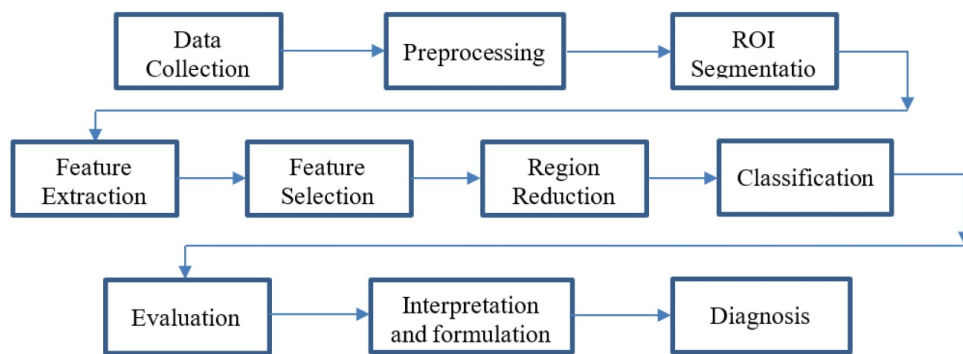 Data
Collection
Preprocessing
ROI
Segmentatio
Feature
Extraction
Feature
Selection
Region
Reduction
Classification
Evaluation
Interpretation
and formulation
Diagnosis